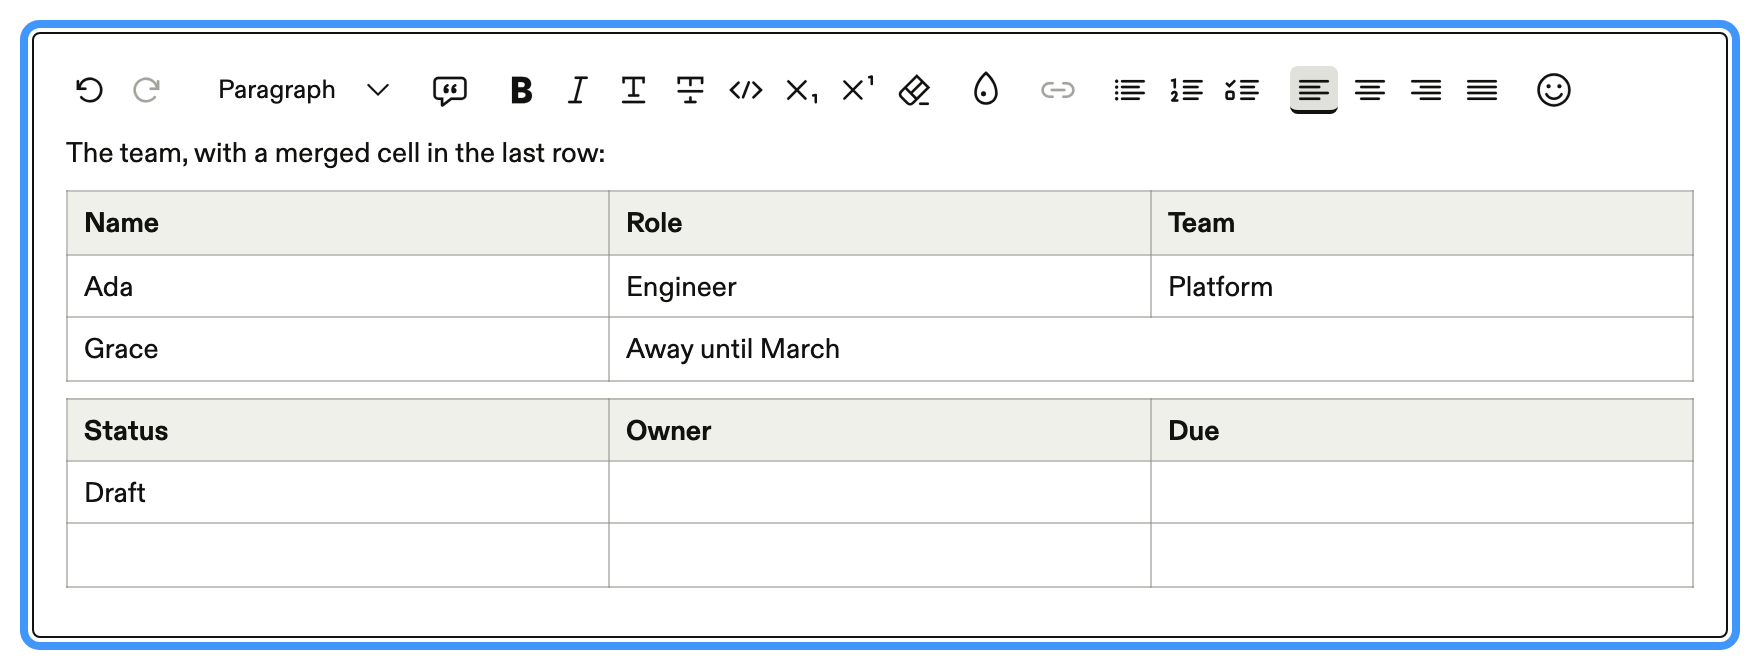 Paragraph
The team, with a merged cell in the last row:
Name Role Team
Ada Engineer Platform
Grace Away until March
Status Owner Due
Draft